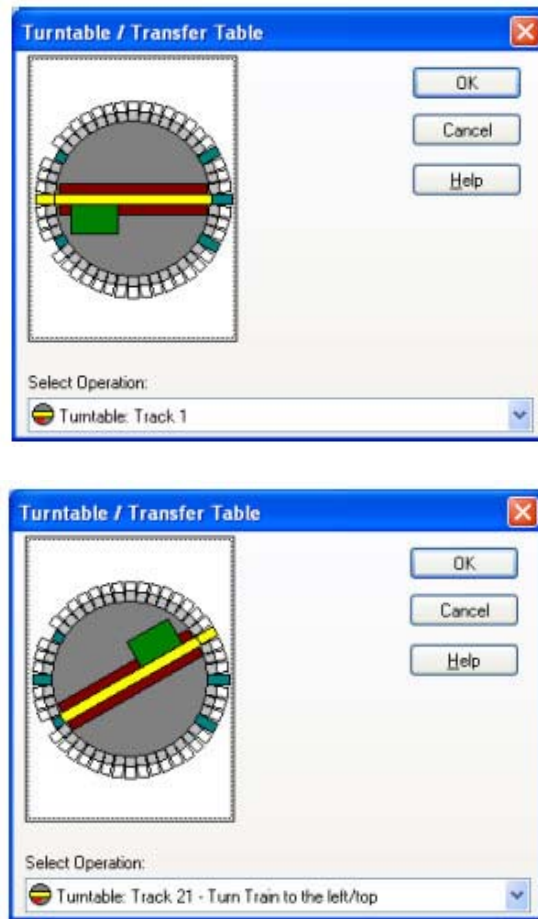 Turntable / Transfer Table
OK
Cancel
Help
Select Operation:
Turntable: Track 1
Turntable / Transfer Table
OK
Cancel
Help
Select Operation:
Turntable: Track 21 - Turn Train to the left/top